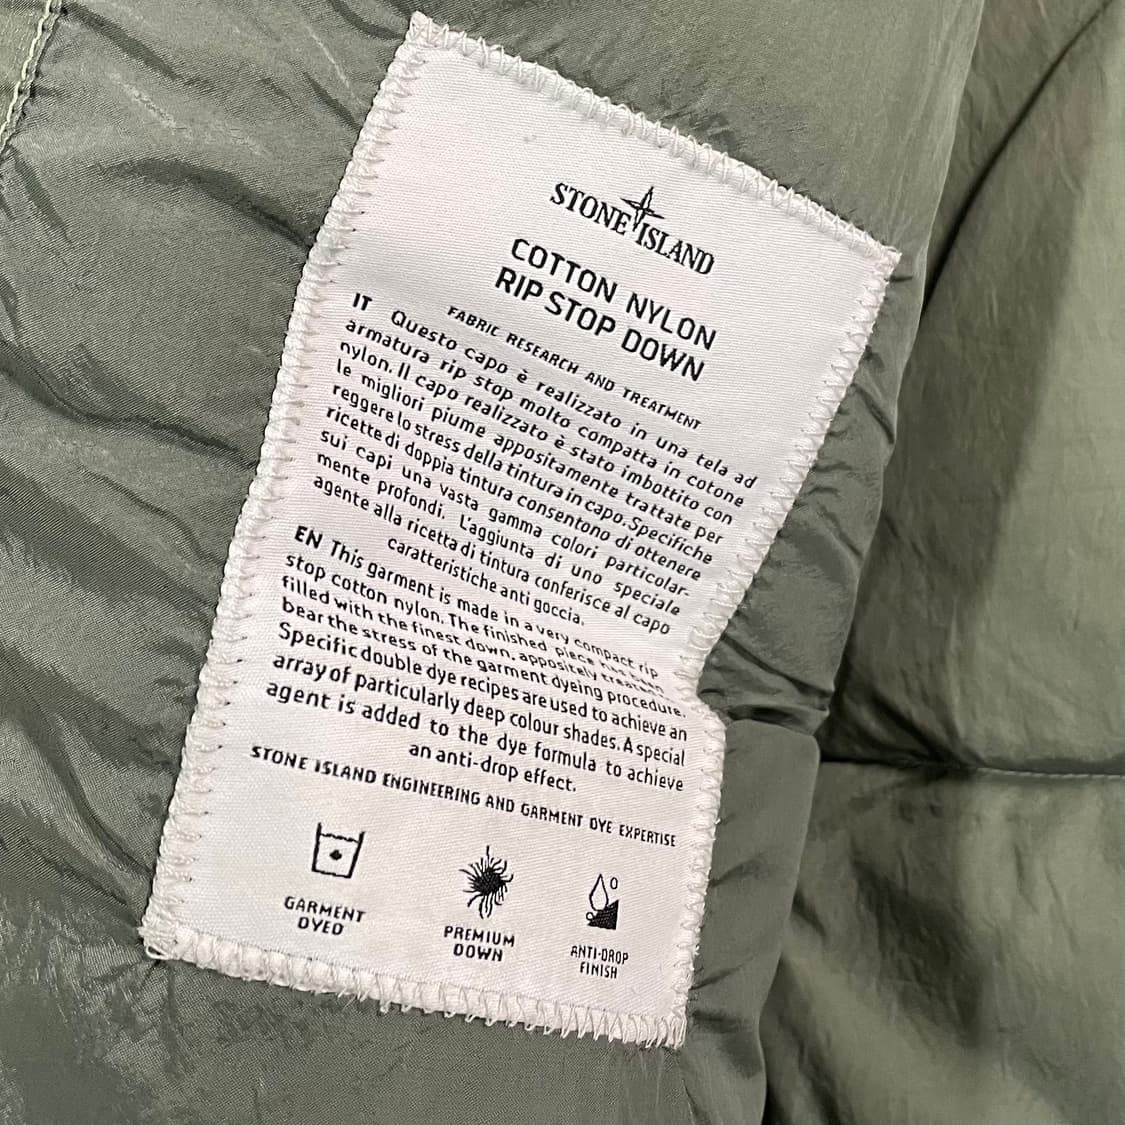 STONE ISLAND
COTTON NYLON
RIP STOP DOWN
FABRIC RESEARCH AND TREATMENT
IT Questo capo è realizzato in una tela ad
armatura rip stop molto compatta in cotone
nylon. Il capo realizzato è stato imbottito con
le migliori piume appositamente trattate per
reggere lo stress della tintura in capo. Specifiche
ricette di doppia tintura consentono di ottenere
sui capi una vasta gamma colori particolar-
mente profondi. L'aggiunta di uno speciale
agente alla ricetta di tintura conferisce al capo
caratteristiche anti goccia.
EN This garment is made in a very compact rip
stop cotton nylon. The finished piece has been
filled with the finest down, appositely treated
bear the stress of the garment dyeing procedure.
Specific double dye recipes are used to achieve an
array of particularly deep colour shades. A special
agent is added to the dye formula to achieve
an anti-drop effect.
STONE ISLAND ENGINEERING AND GARMENT DYE EXPERTISE
GARMENT
DYED
PREMIUM
DOWN
ANTI-DROP
FINISH